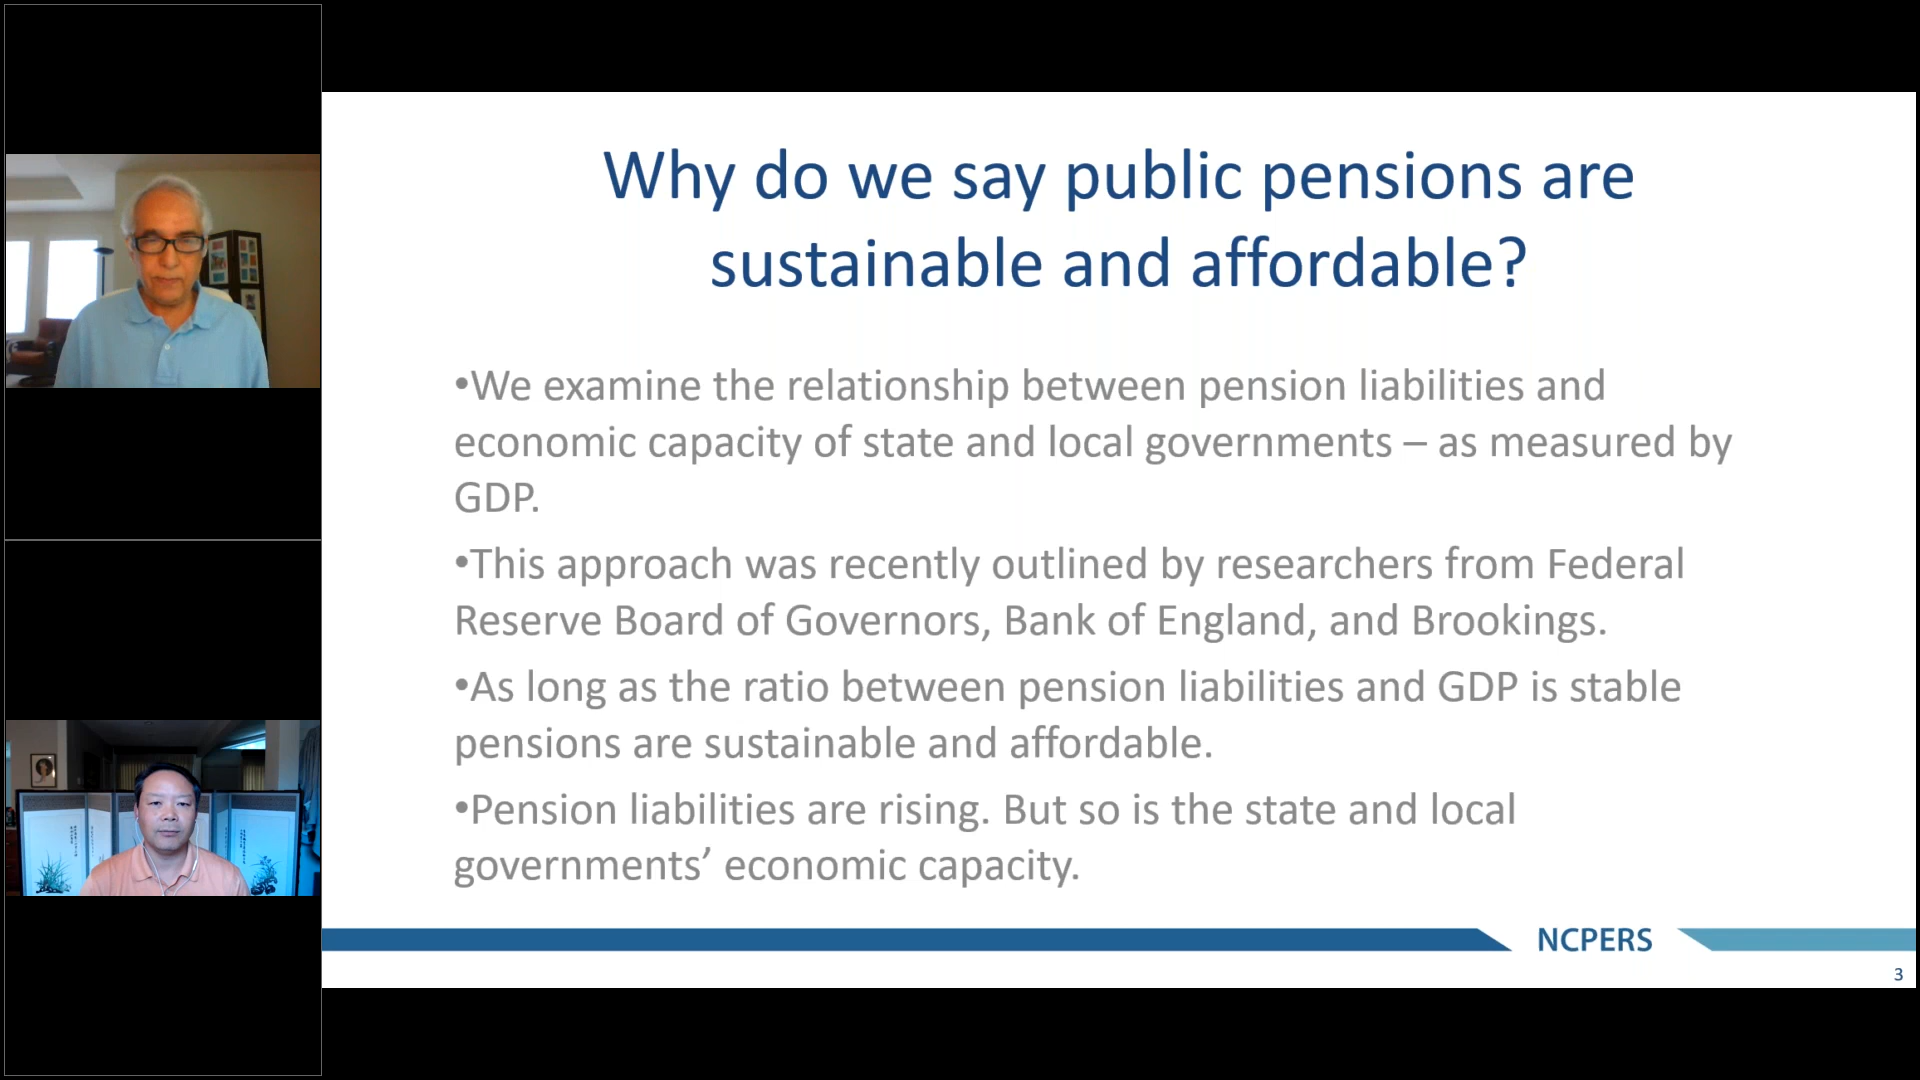 Why do we say public pensions are
sustainable and affordable?
•We examine the relationship between pension liabilities and
economic capacity of state and local governments – as measured by
GDP.
•This approach was recently outlined by researchers from Federal
Reserve Board of Governors, Bank of England, and Brookings.
•As long as the ratio between pension liabilities and GDP is stable
pensions are sustainable and affordable.
•Pension liabilities are rising. But so is the state and local
governments’ economic capacity.
NCPERS
3